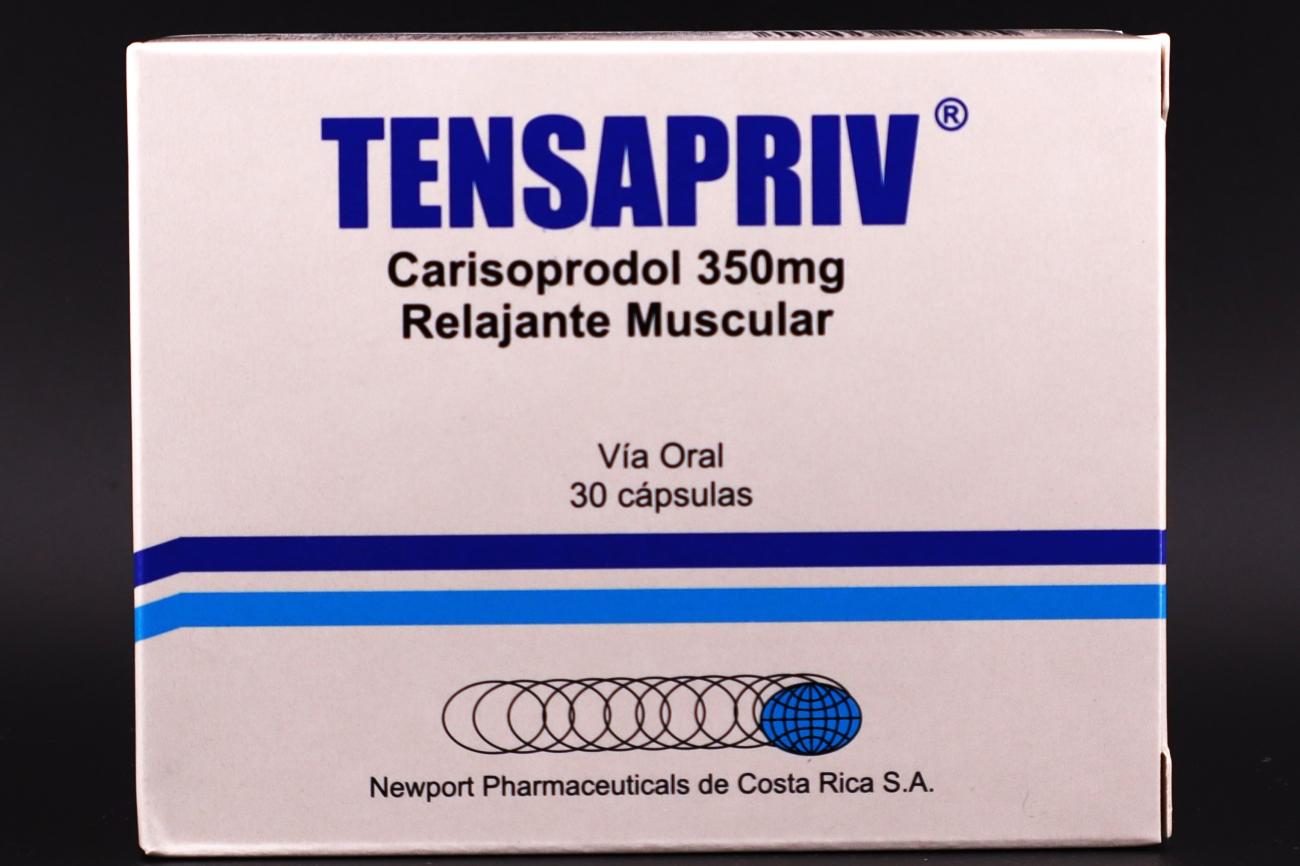 TENSAPRIV ®
Carisoprodol 350mg
Relajante Muscular
Vía Oral
30 cápsulas
Newport Pharmaceuticals de Costa Rica S.A.